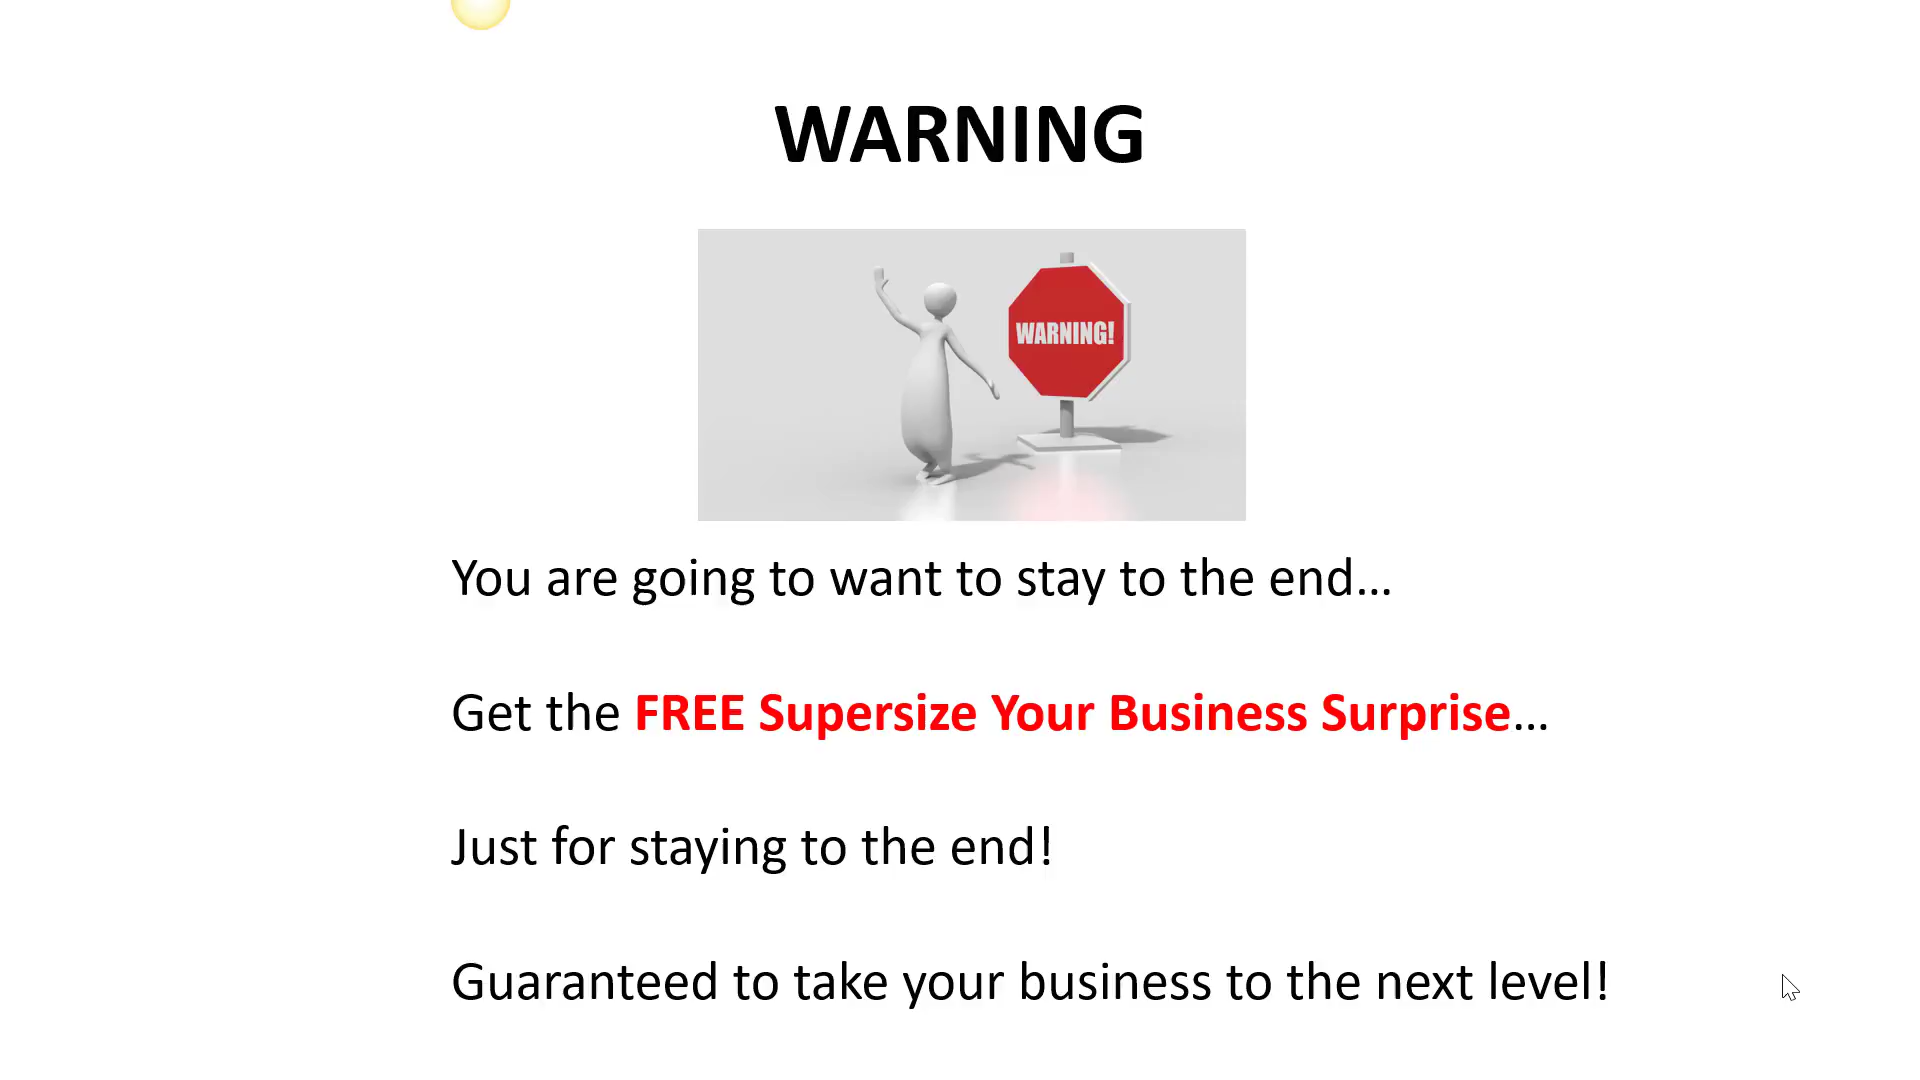 WARNING
WARNING!
You are going to want to stay to the end...
Get the FREE Supersize Your Business Surprise...
Just for staying to the end!
Guaranteed to take your business to the next level!